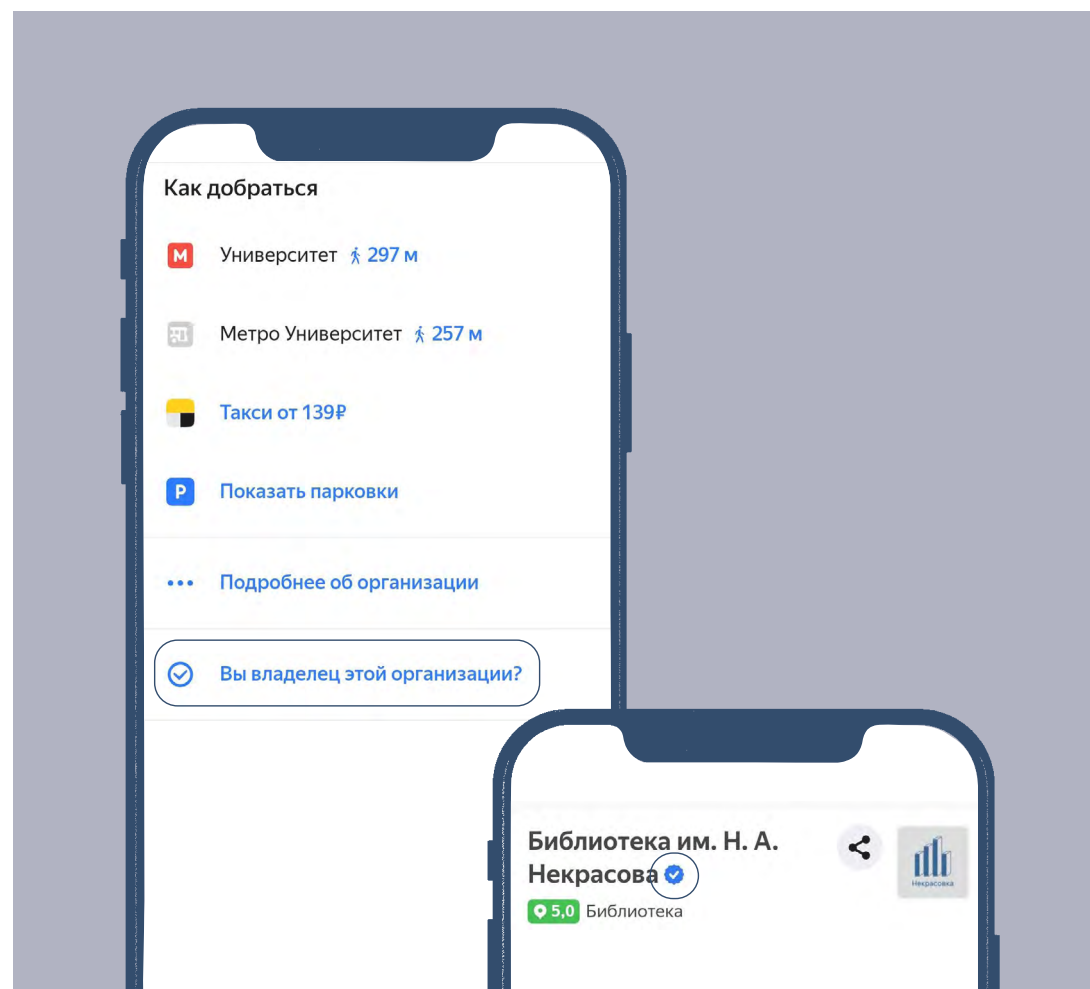 Как добраться
М Университет 297 м
Метро Университет 257 м
Такси от 139₽
P Показать парковки
Подробнее об организации
Вы владелец этой организации?
Библиотека им. Н. А.
Некрасова
Некрасовка
5,0 Библиотека